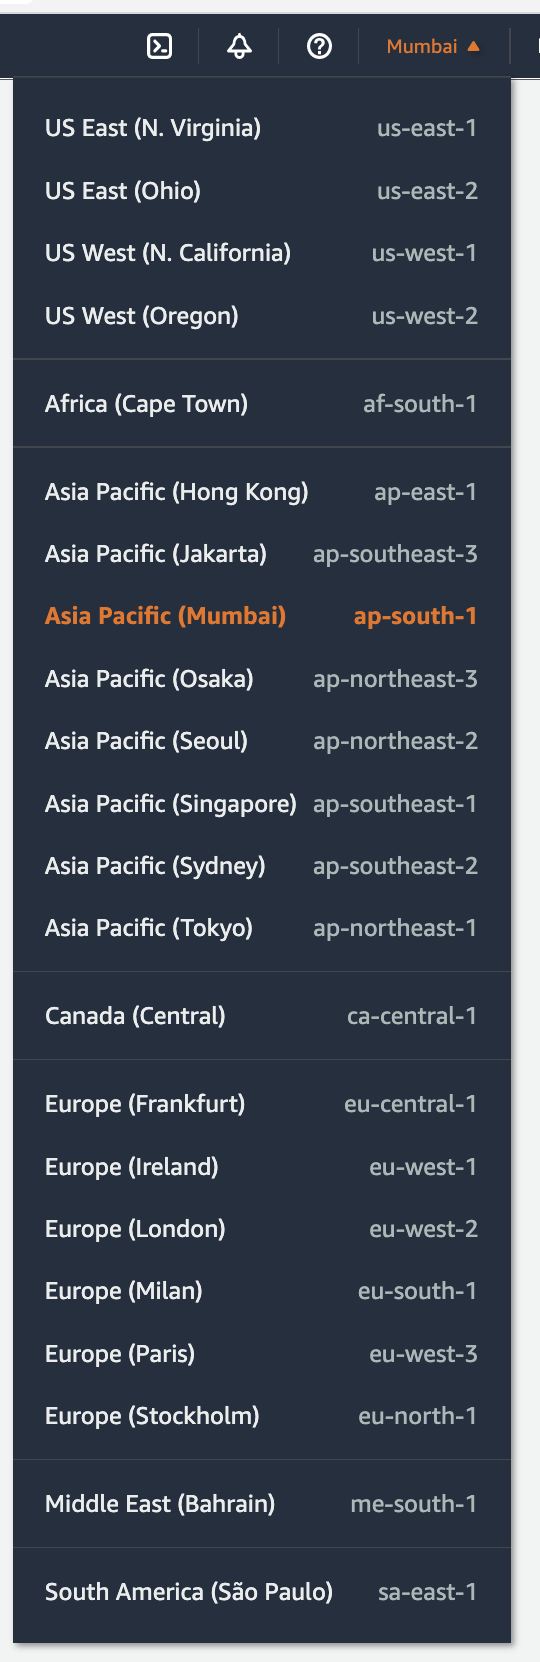 Mumbai ▲
US East (N. Virginia) us-east-1
US East (Ohio) us-east-2
US West (N. California) us-west-1
US West (Oregon) us-west-2
Africa (Cape Town) af-south-1
Asia Pacific (Hong Kong) ap-east-1
Asia Pacific (Jakarta) ap-southeast-3
Asia Pacific (Mumbai) ap-south-1
Asia Pacific (Osaka) ap-northeast-3
Asia Pacific (Seoul) ap-northeast-2
Asia Pacific (Singapore) ap-southeast-1
Asia Pacific (Sydney) ap-southeast-2
Asia Pacific (Tokyo) ap-northeast-1
Canada (Central) ca-central-1
Europe (Frankfurt) eu-central-1
Europe (Ireland) eu-west-1
Europe (London) eu-west-2
Europe (Milan) eu-south-1
Europe (Paris) eu-west-3
Europe (Stockholm) eu-north-1
Middle East (Bahrain) me-south-1
South America (São Paulo) sa-east-1